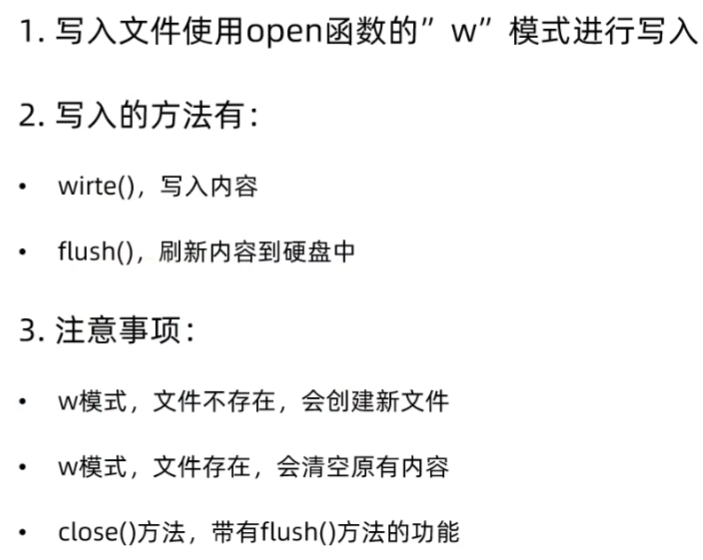 1. 写入文件使用open函数的”w”模式进行写入
2. 写入的方法有：
• wirte()，写入内容
• flush()，刷新内容到硬盘中
3. 注意事项：
• w模式，文件不存在，会创建新文件
• w模式，文件存在，会清空原有内容
• close()方法，带有flush()方法的功能